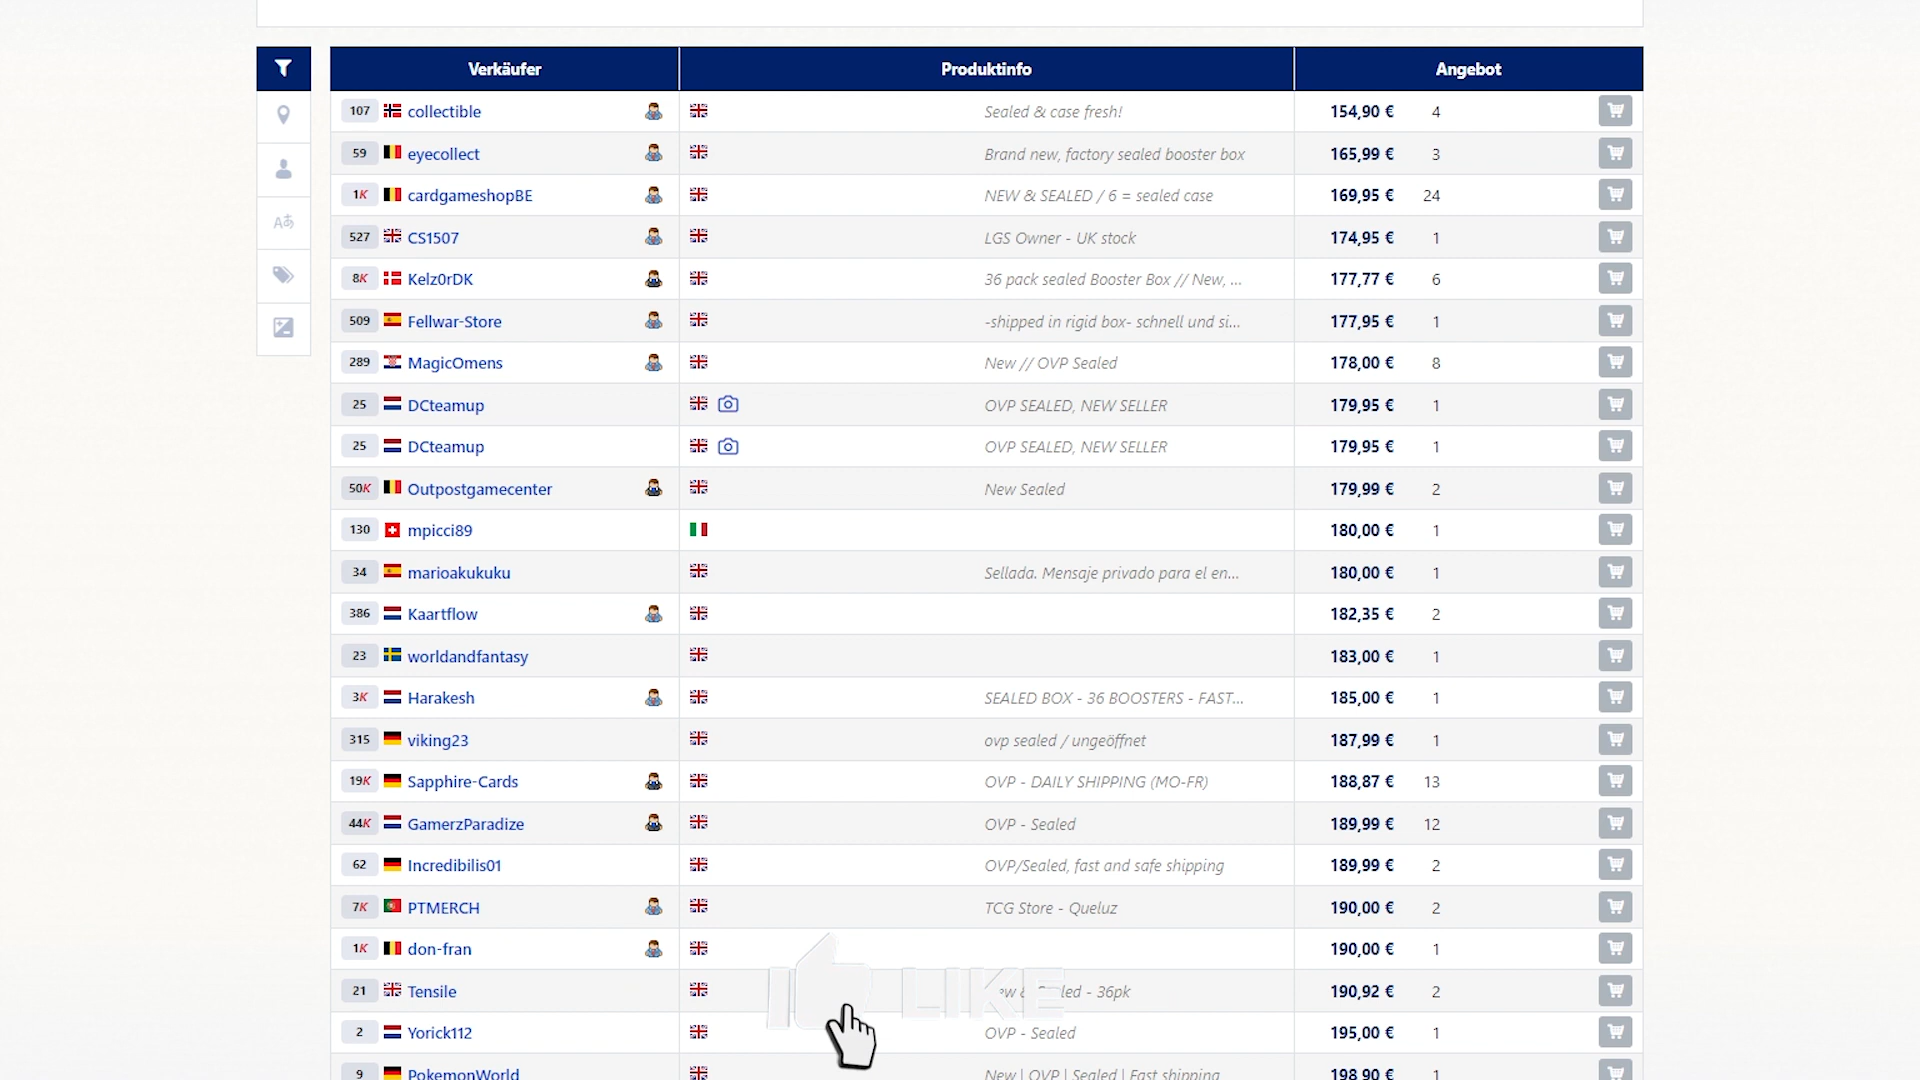 Verkäufer Produktinfo Angebot
107 collectible Sealed & case fresh! 154,90 € 4
59 eyecollect Brand new, factory sealed booster box 165,99 € 3
1K cardgameshopBE NEW & SEALED / 6 = sealed case 169,95 € 24
527 CS1507 LGS Owner - UK stock 174,95 € 1
8K Kelz0rDK 36 pack sealed Booster Box // New, ... 177,77 € 6
509 Fellwar-Store -shipped in rigid box- schnell und si... 177,95 € 1
289 MagicOmens New // OVP Sealed 178,00 € 8
25 DCteamup OVP SEALED, NEW SELLER 179,95 € 1
25 DCteamup OVP SEALED, NEW SELLER 179,95 € 1
50K Outpostgamecenter New Sealed 179,99 € 2
130 mpicci89 180,00 € 1
34 marioakukuku Sellada. Mensaje privado para el en... 180,00 € 1
386 Kaartflow 182,35 € 2
23 worldandfantasy 183,00 € 1
3K Harakesh SEALED BOX - 36 BOOSTERS - FAST... 185,00 € 1
315 viking23 ovp sealed / ungeöffnet 187,99 € 1
19K Sapphire-Cards OVP - DAILY SHIPPING (MO-FR) 188,87 € 13
44K GamerzParadize OVP - Sealed 189,99 € 12
62 Incredibilis01 OVP/Sealed, fast and safe shipping 189,99 € 2
7K PTMERCH TCG Store - Queluz 190,00 € 2
1K don-fran 190,00 € 1
21 Tensile - 36pk 190,92 € 2
LIKE
2 Yorick112 OVP - Sealed 195,00 € 1
9 PokemonWorld New | OVP | Sealed | Fast shipping 198,90 € 1